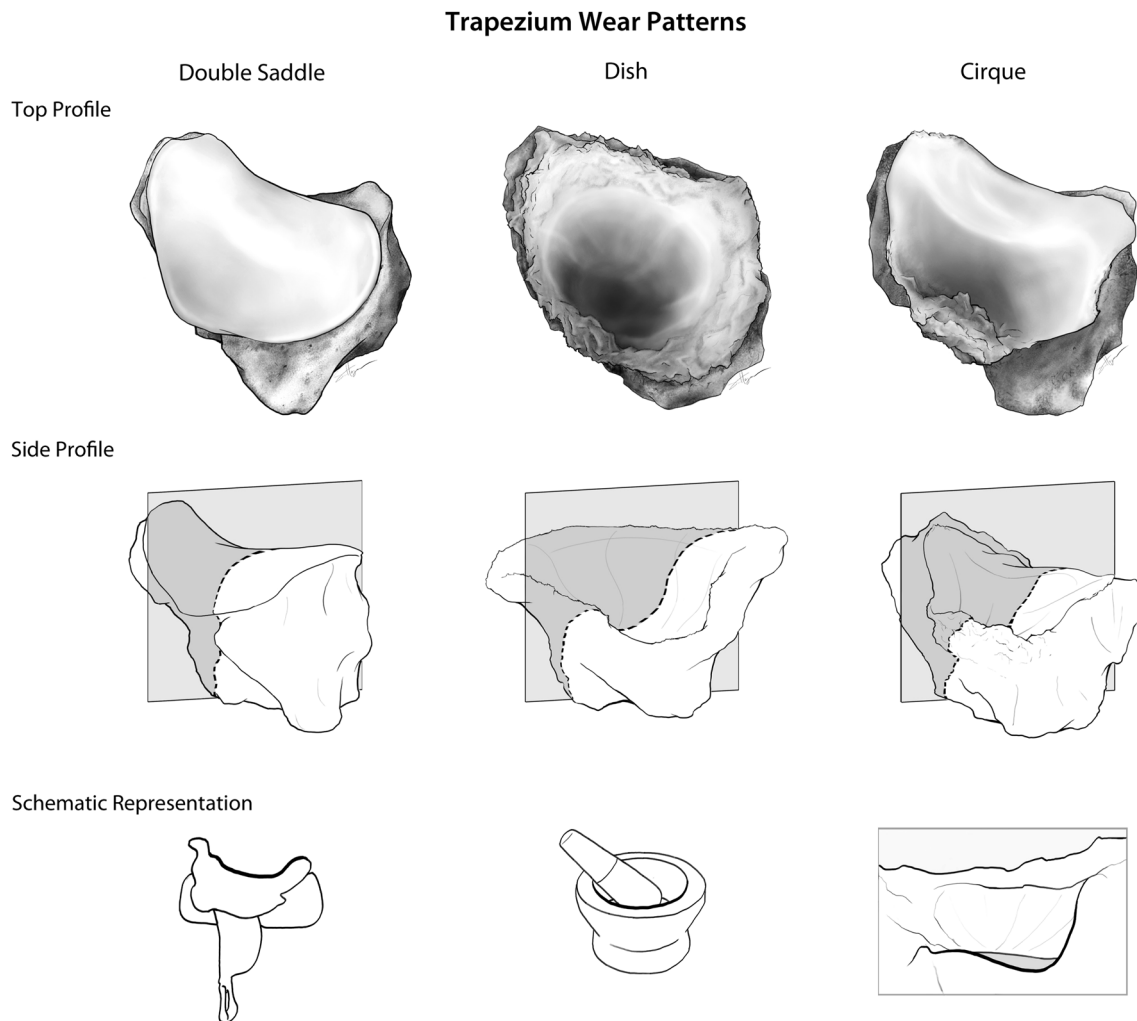 Trapezium Wear Patterns
Double Saddle
Dish
Cirque
Top Profile
Side Profile
Schematic Representation